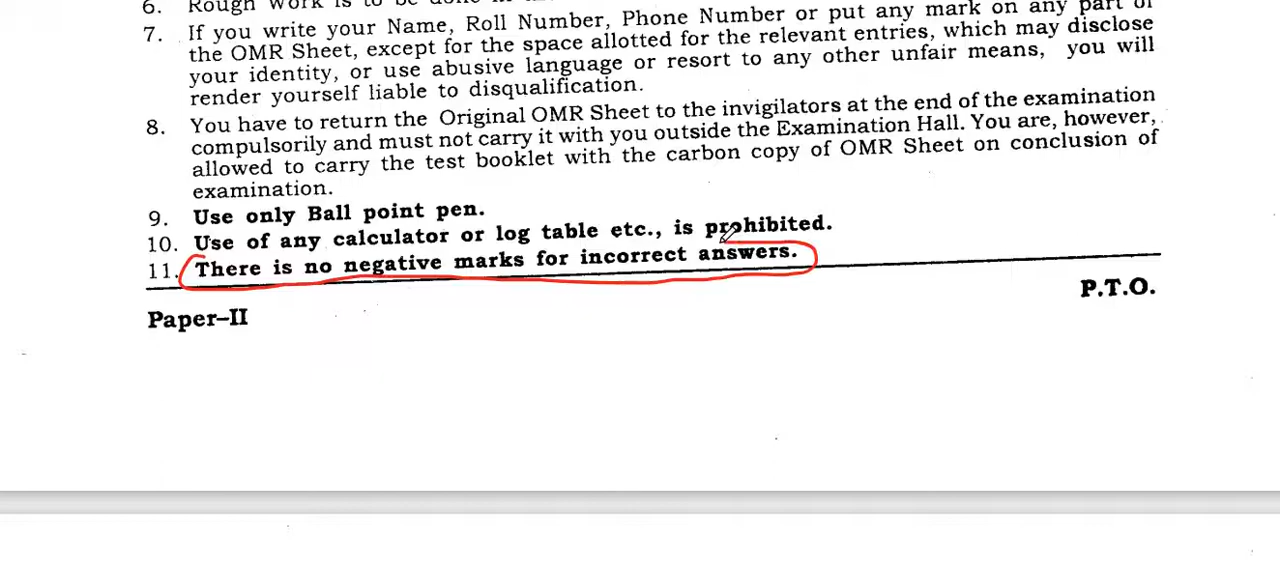 6. Rough Work is to be done in
7. If you write your Name, Roll Number, Phone Number or put any mark on any part of
the OMR Sheet, except for the space allotted for the relevant entries, which may disclose
your identity, or use abusive language or resort to any other unfair means, you will
render yourself liable to disqualification.
8. You have to return the Original OMR Sheet to the invigilators at the end of the examination
compulsorily and must not carry it with you outside the Examination Hall. You are, however,
allowed to carry the test booklet with the carbon copy of OMR Sheet on conclusion of
examination.
9. Use only Ball point pen.
10. Use of any calculator or log table etc., is prohibited.
11. There is no negative marks for incorrect answers.
P.T.O.
Paper–II